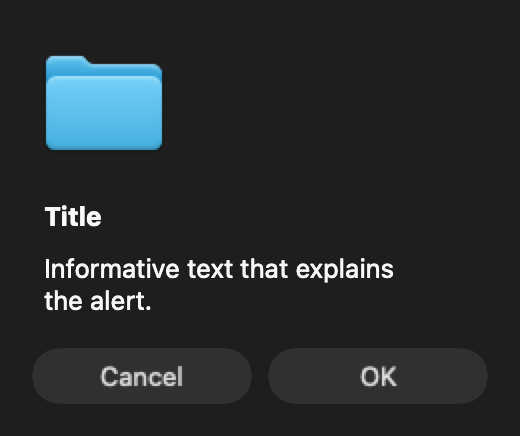 Title
Informative text that explains
the alert.
Cancel
OK